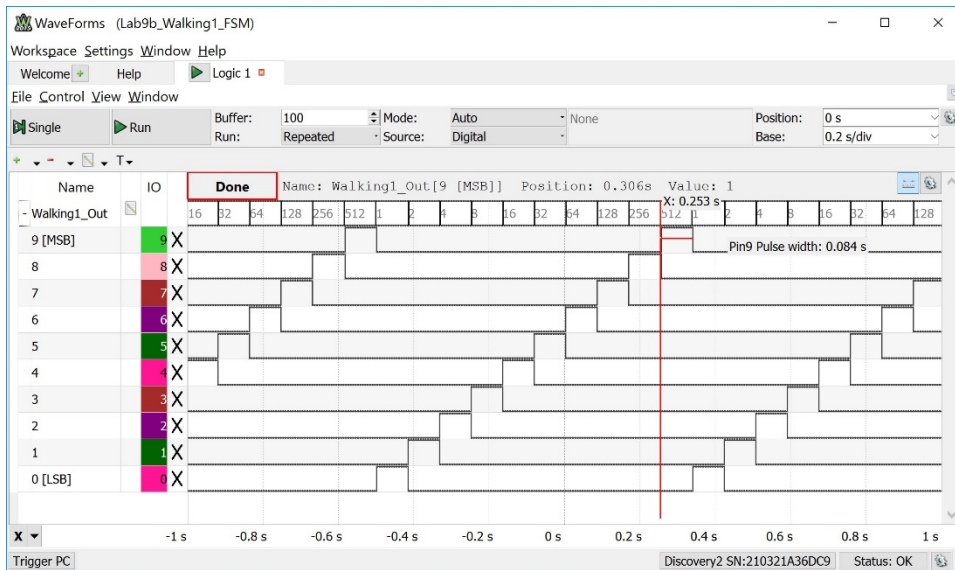 WaveForms (Lab9b_Walking1_FSM)
Workspace Settings Window Help
Welcome Help Logic 1
File Control View Window
Single Run Buffer: 100 Mode: Auto None Position: 0 s
Run: Repeated Source: Digital Base: 0.2 s/div
T
Name IO Done Name: Walking1_Out[9 [MSB]] Position: 0.306s Value: 1
X: 0.253 s
- Walking1_Out 16 32 64 128 256 512 1 2 4 8 16 32 64 128 256 512 1 2 4 8 16 32 64 128
9 [MSB] 9 X Pin9 Pulse width: 0.084 s
8 8 X
7 7 X
6 6 X
5 5 X
4 4 X
3 3 X
2 2 X
1 1 X
0 [LSB] 0 X
X -1 s -0.8 s -0.6 s -0.4 s -0.2 s 0 s 0.2 s 0.4 s 0.6 s 0.8 s 1 s
Trigger PC Discovery2 SN:210321A36DC9 Status: OK